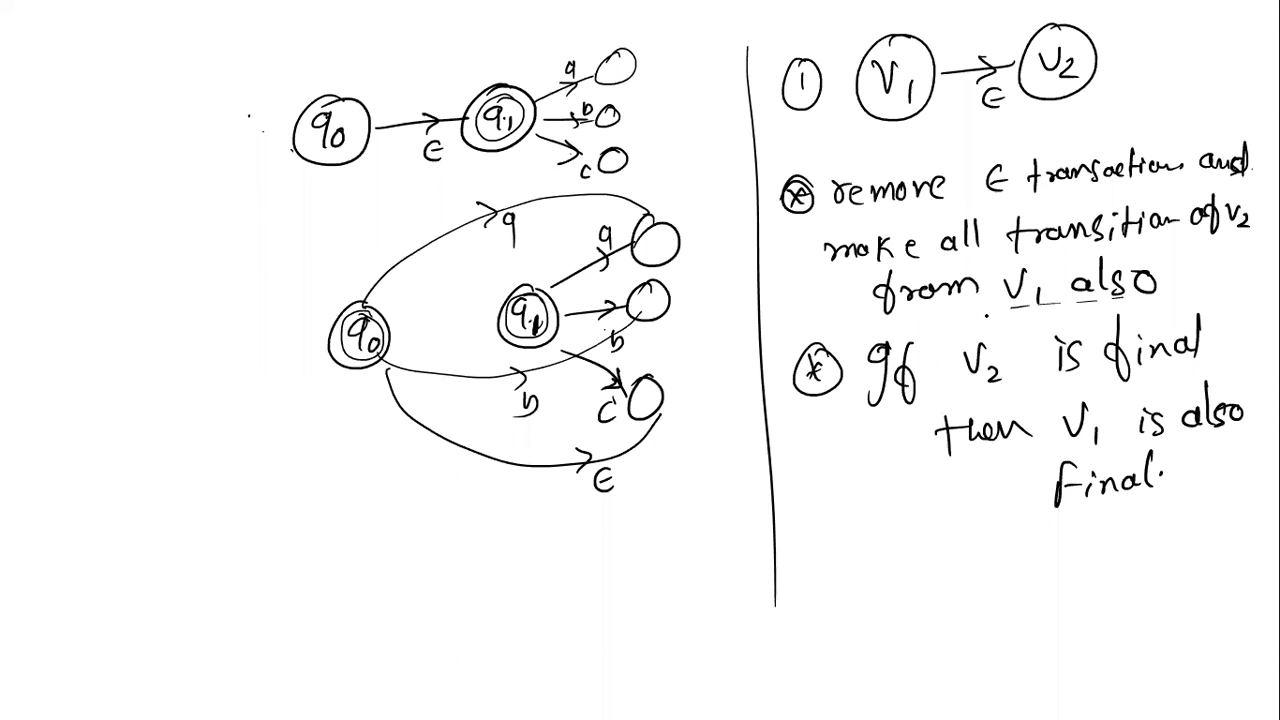 q0 ϵ q1 a b c
q0 a b ϵ
q1 a b c
1 V1 ϵ V2
* remove ϵ transaction and
make all transition of v2
from V1 also
* If V2 is final
then V1 is also
Final.